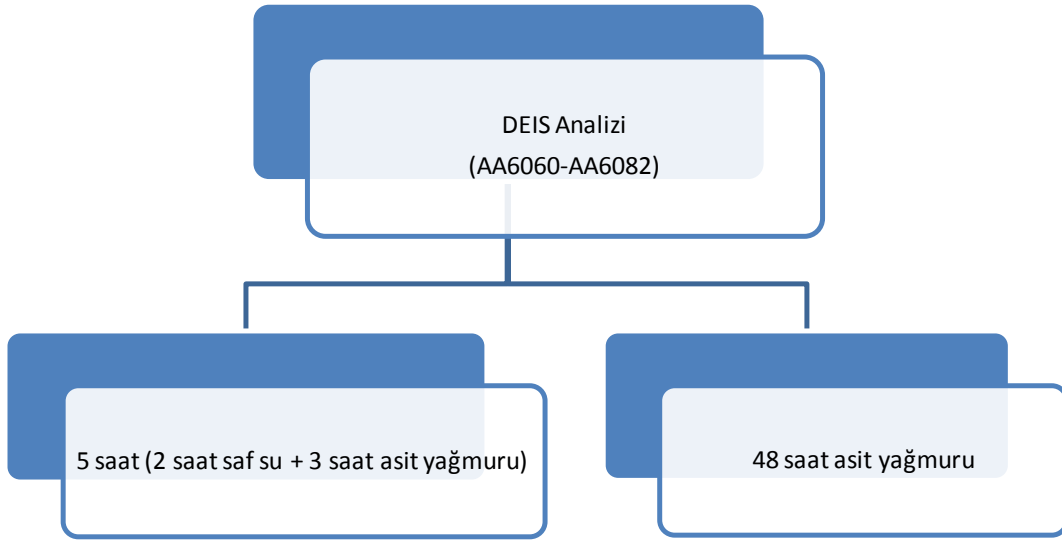 DEIS Analizi
(AA6060-AA6082)
5 saat (2 saat saf su + 3 saat asit yağmuru)
48 saat asit yağmuru